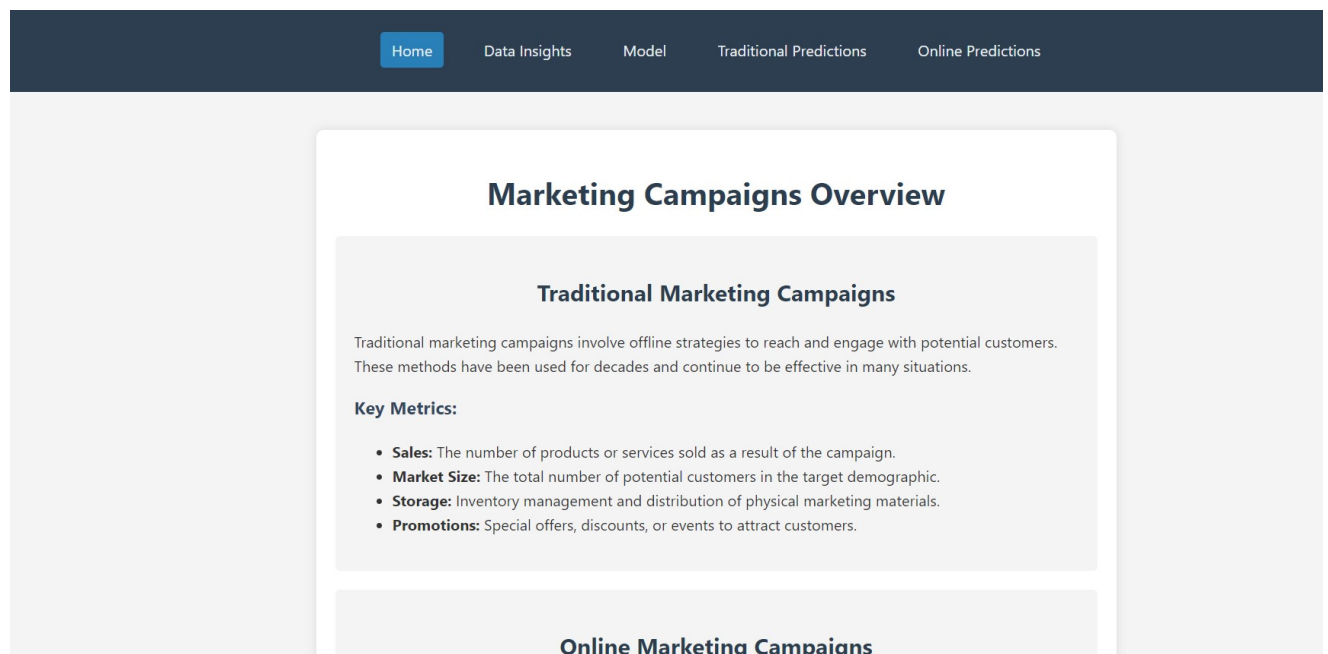 Home Data Insights Model Traditional Predictions Online Predictions
Marketing Campaigns Overview
Traditional Marketing Campaigns
Traditional marketing campaigns involve offline strategies to reach and engage with potential customers.
These methods have been used for decades and continue to be effective in many situations.
Key Metrics:
• Sales: The number of products or services sold as a result of the campaign.
• Market Size: The total number of potential customers in the target demographic.
• Storage: Inventory management and distribution of physical marketing materials.
• Promotions: Special offers, discounts, or events to attract customers.
Online Marketing Campaigns